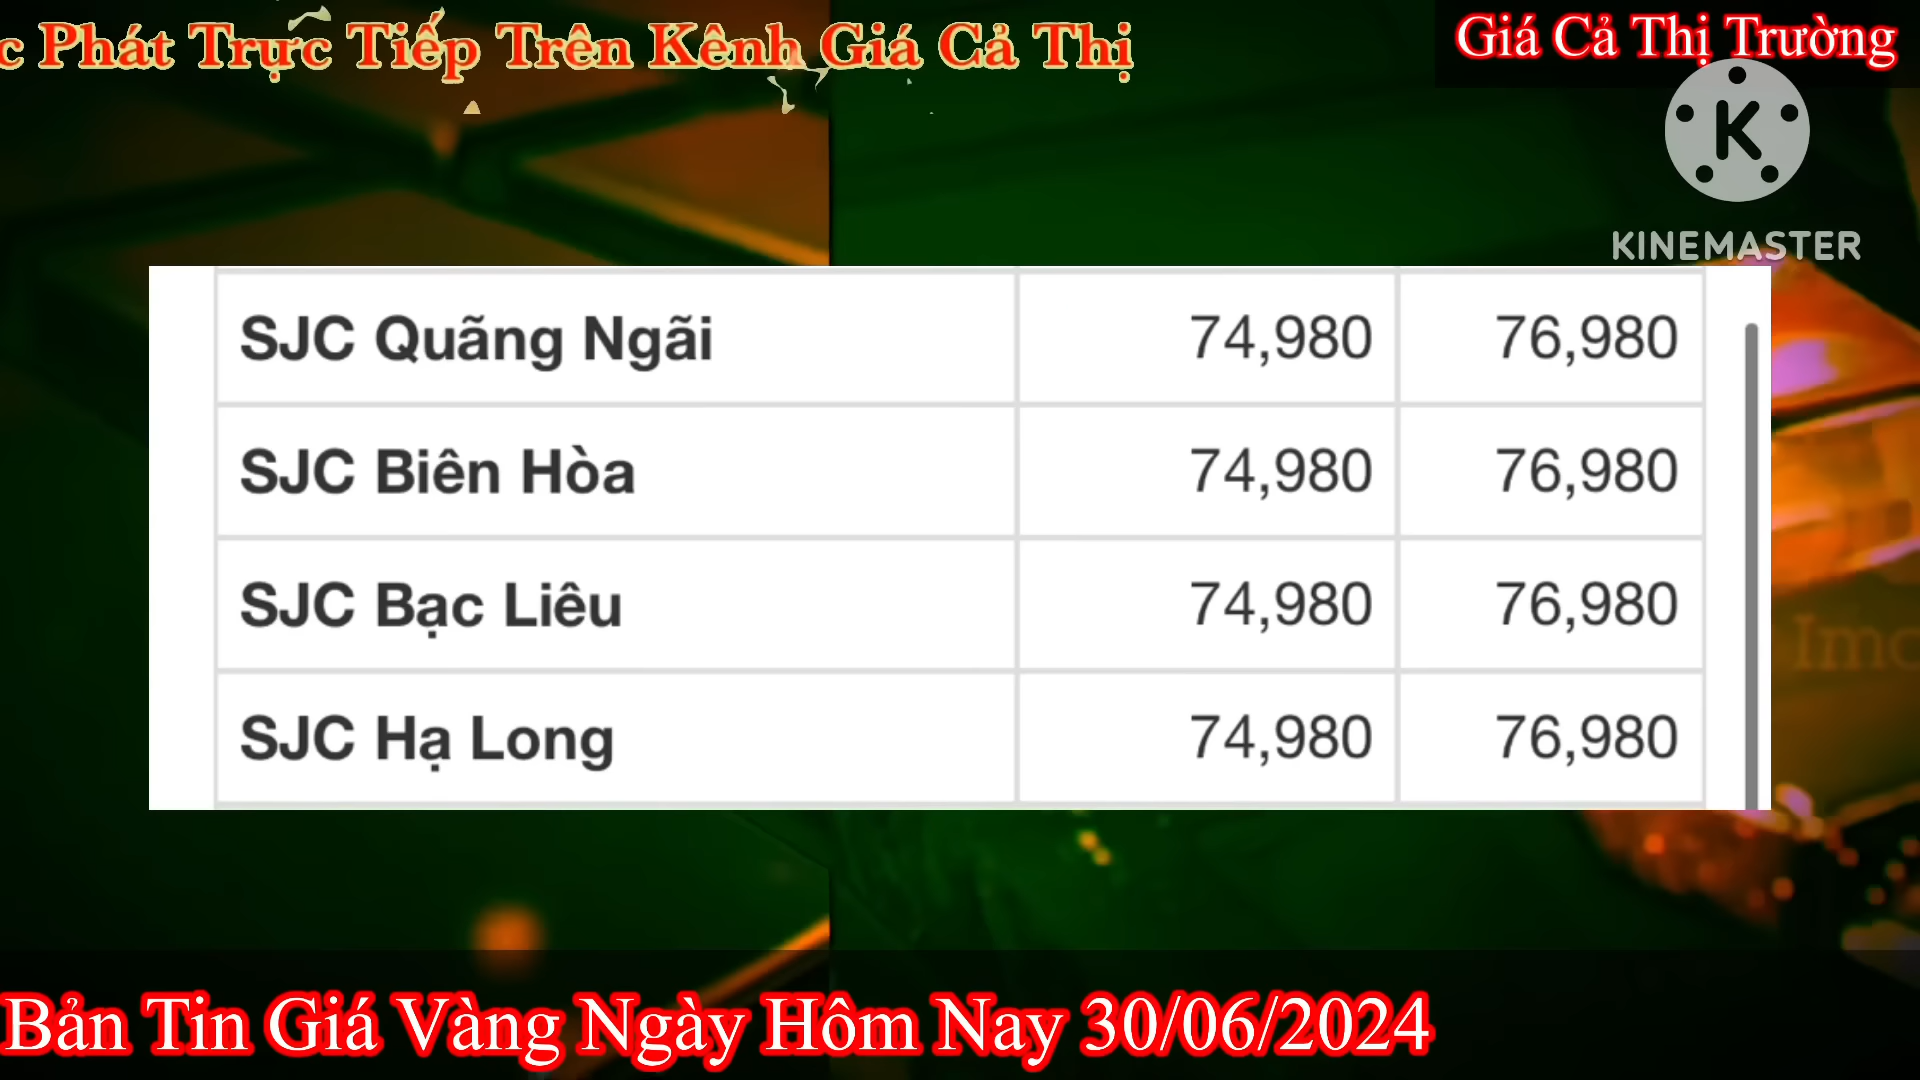 c Phát Trực Tiếp Trên Kênh Giá Cả Thị
Giá Cả Thị Trường
K
KINEMASTER
SJC Quãng Ngãi 74,980 76,980
SJC Biên Hòa 74,980 76,980
SJC Bạc Liêu 74,980 76,980
SJC Hạ Long 74,980 76,980
Bản Tin Giá Vàng Ngày Hôm Nay 30/06/2024